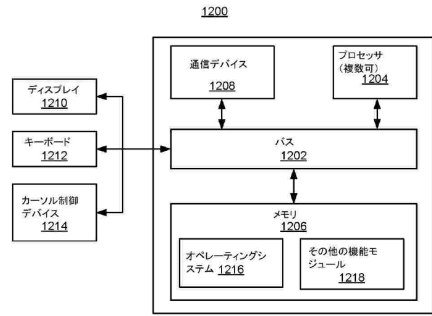 1200
通信デバイス
1208
プロセッサ
(複数可)
1204
ディスプレイ
1210
キーボード
1212
カーソル制御
デバイス
1214
バス
1202
メモリ
1206
オペレーティングシ
ステム 1216
その他の機能モ
ジュール
1218